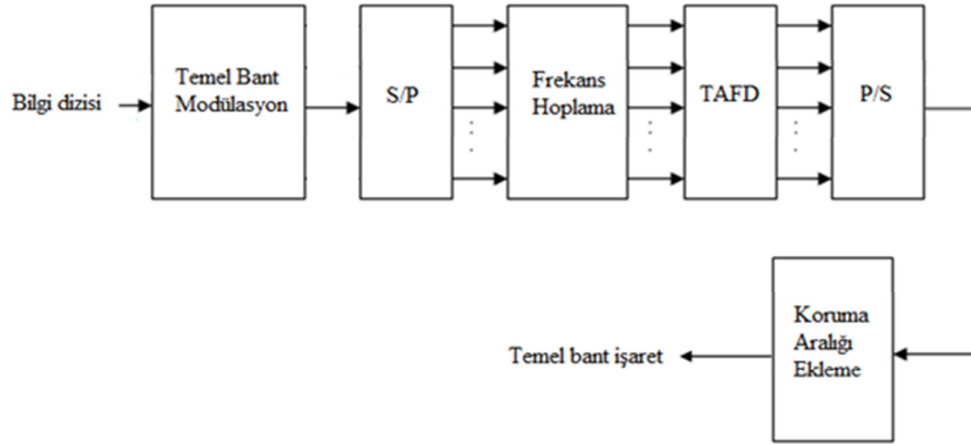 Bilgi dizisi
Temel Bant
Modülasyon
S/P
Frekans
Hoplama
TAFD
P/S
Koruma
Aralığı
Ekleme
Temel bant işaret